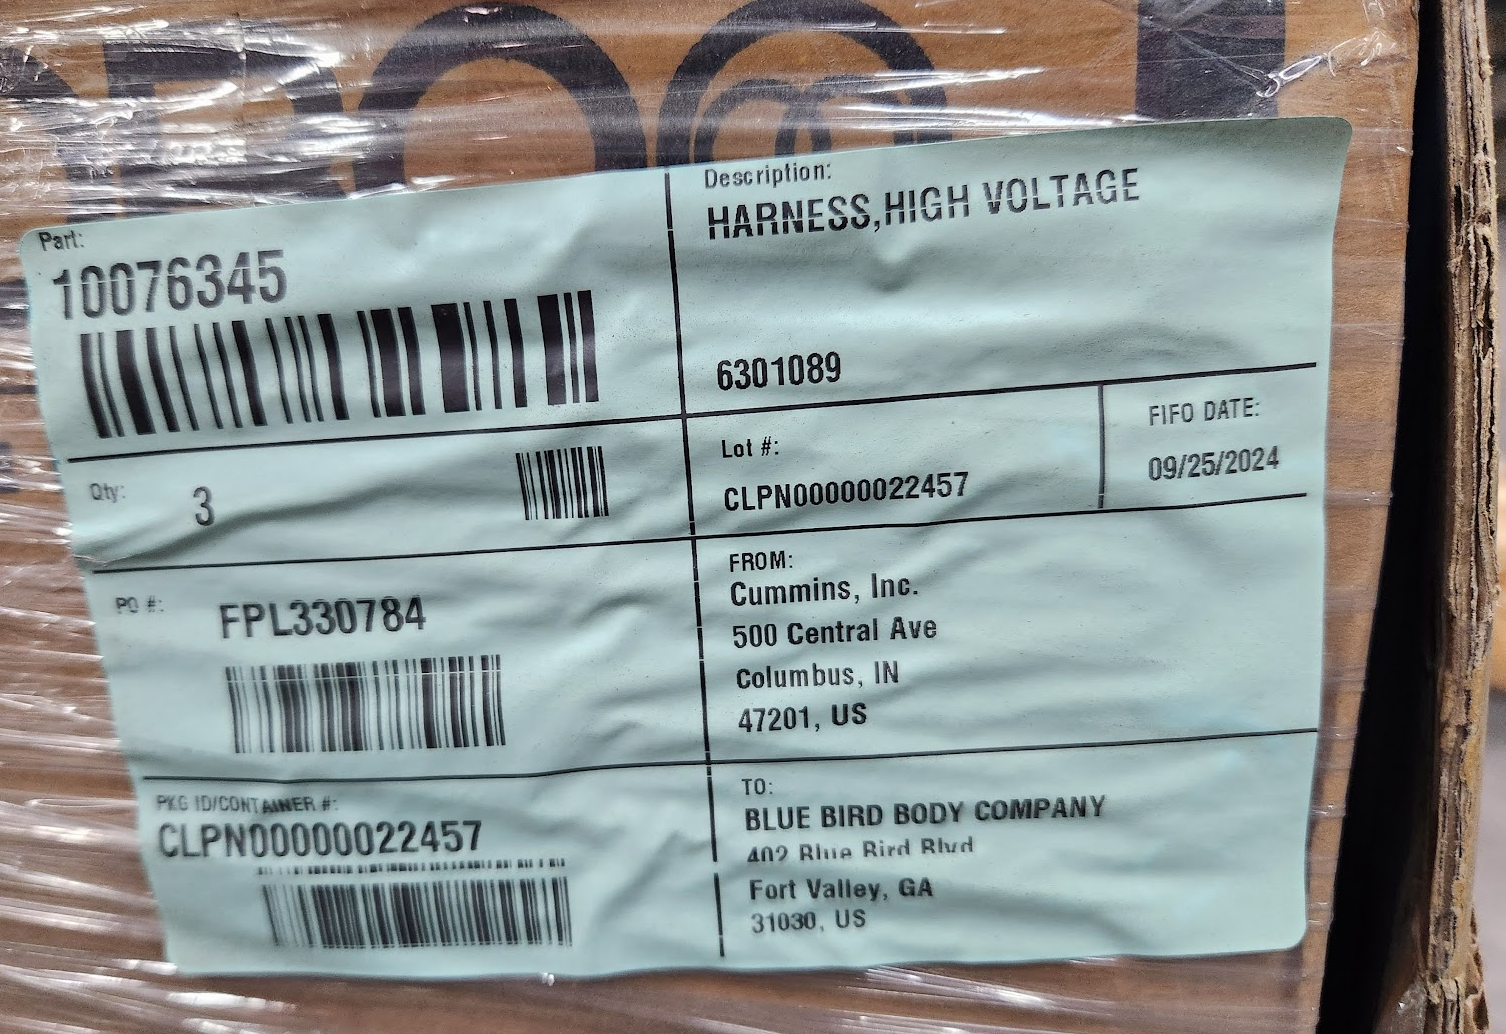 Part:
10076345
Description:
HARNESS,HIGH VOLTAGE
6301089
Qty:
3
Lot #:
CLPN00000022457
FIFO DATE:
09/25/2024
PO #:
FPL330784
FROM:
Cummins, Inc.
500 Central Ave
Columbus, IN
47201, US
PKG ID/CONTAINER #:
CLPN00000022457
TO:
BLUE BIRD BODY COMPANY
402 Blue Bird Blvd
Fort Valley, GA
31030, US